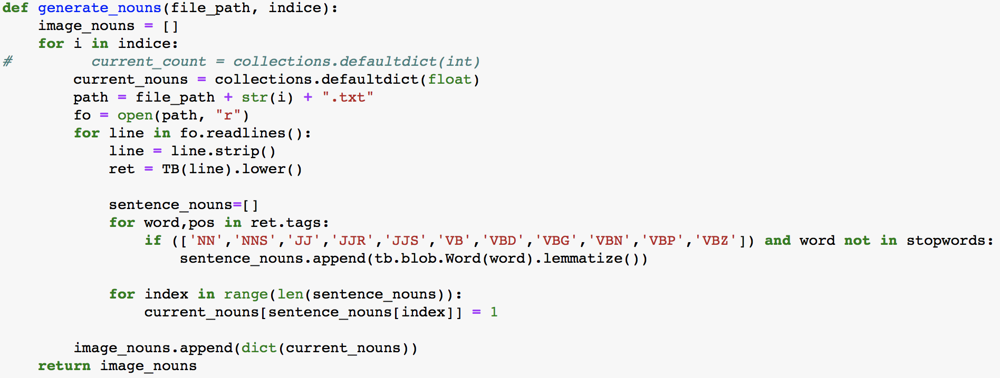 def generate_nouns(file_path, indice):
    image_nouns = []
    for i in indice:
#         current_count = collections.defaultdict(int)
        current_nouns = collections.defaultdict(float)
        path = file_path + str(i) + ".txt"
        fo = open(path, "r")
        for line in fo.readlines():
            line = line.strip()
            ret = TB(line).lower()

            sentence_nouns=[]
            for word,pos in ret.tags:
                if (['NN','NNS','JJ','JJR','JJS','VB','VBD','VBG','VBN','VBP','VBZ']) and word not in stopwords:
                    sentence_nouns.append(tb.blob.Word(word).lemmatize())

            for index in range(len(sentence_nouns)):
                current_nouns[sentence_nouns[index]] = 1

        image_nouns.append(dict(current_nouns))
    return image_nouns